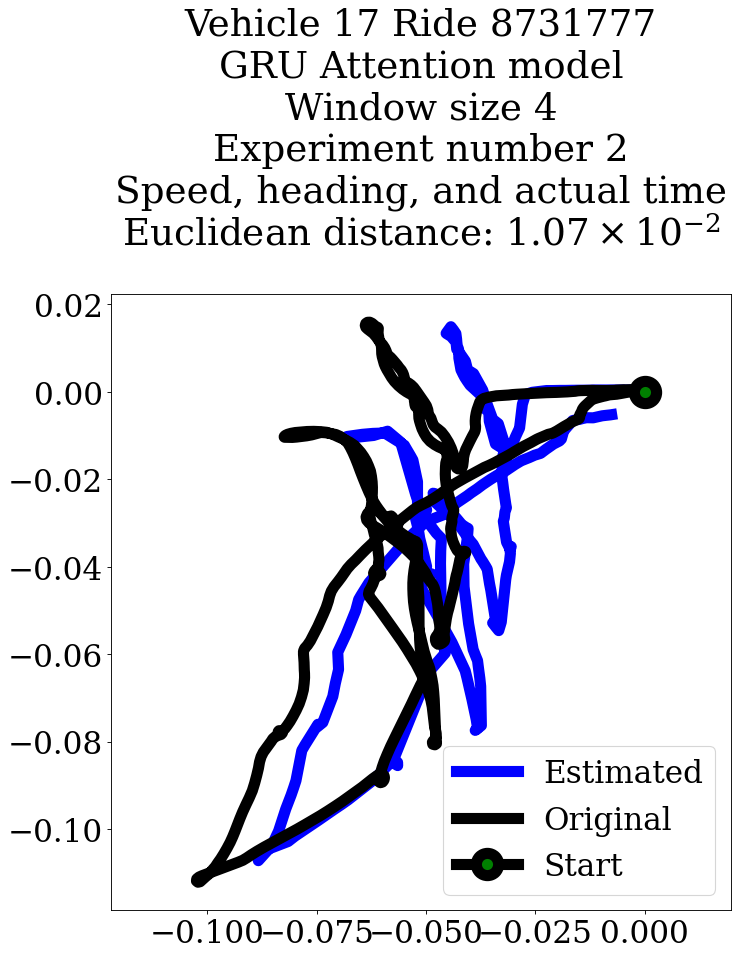 Vehicle 17 Ride 8731777
GRU Attention model
Window size 4
Experiment number 2
Speed, heading, and actual time
Euclidean distance: 1.07 × 10⁻²
0.02
0.00
−0.02
−0.04
−0.06
−0.08
−0.10
Estimated
Original
Start
−0.100 −0.075 −0.050 −0.025 0.000